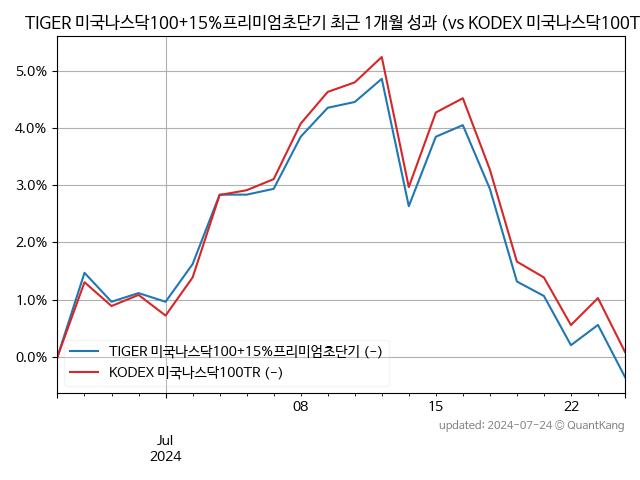 TIGER 미국나스닥100+15%프리미엄초단기 최근 1개월 성과 (vs KODEX 미국나스닥100T
5.0%
4.0%
3.0%
2.0%
1.0%
0.0%
TIGER 미국나스닥100+15%프리미엄초단기 (-)
KODEX 미국나스닥100TR (-)
08
15
22
updated: 2024-07-24 © QuantKang
Jul
2024